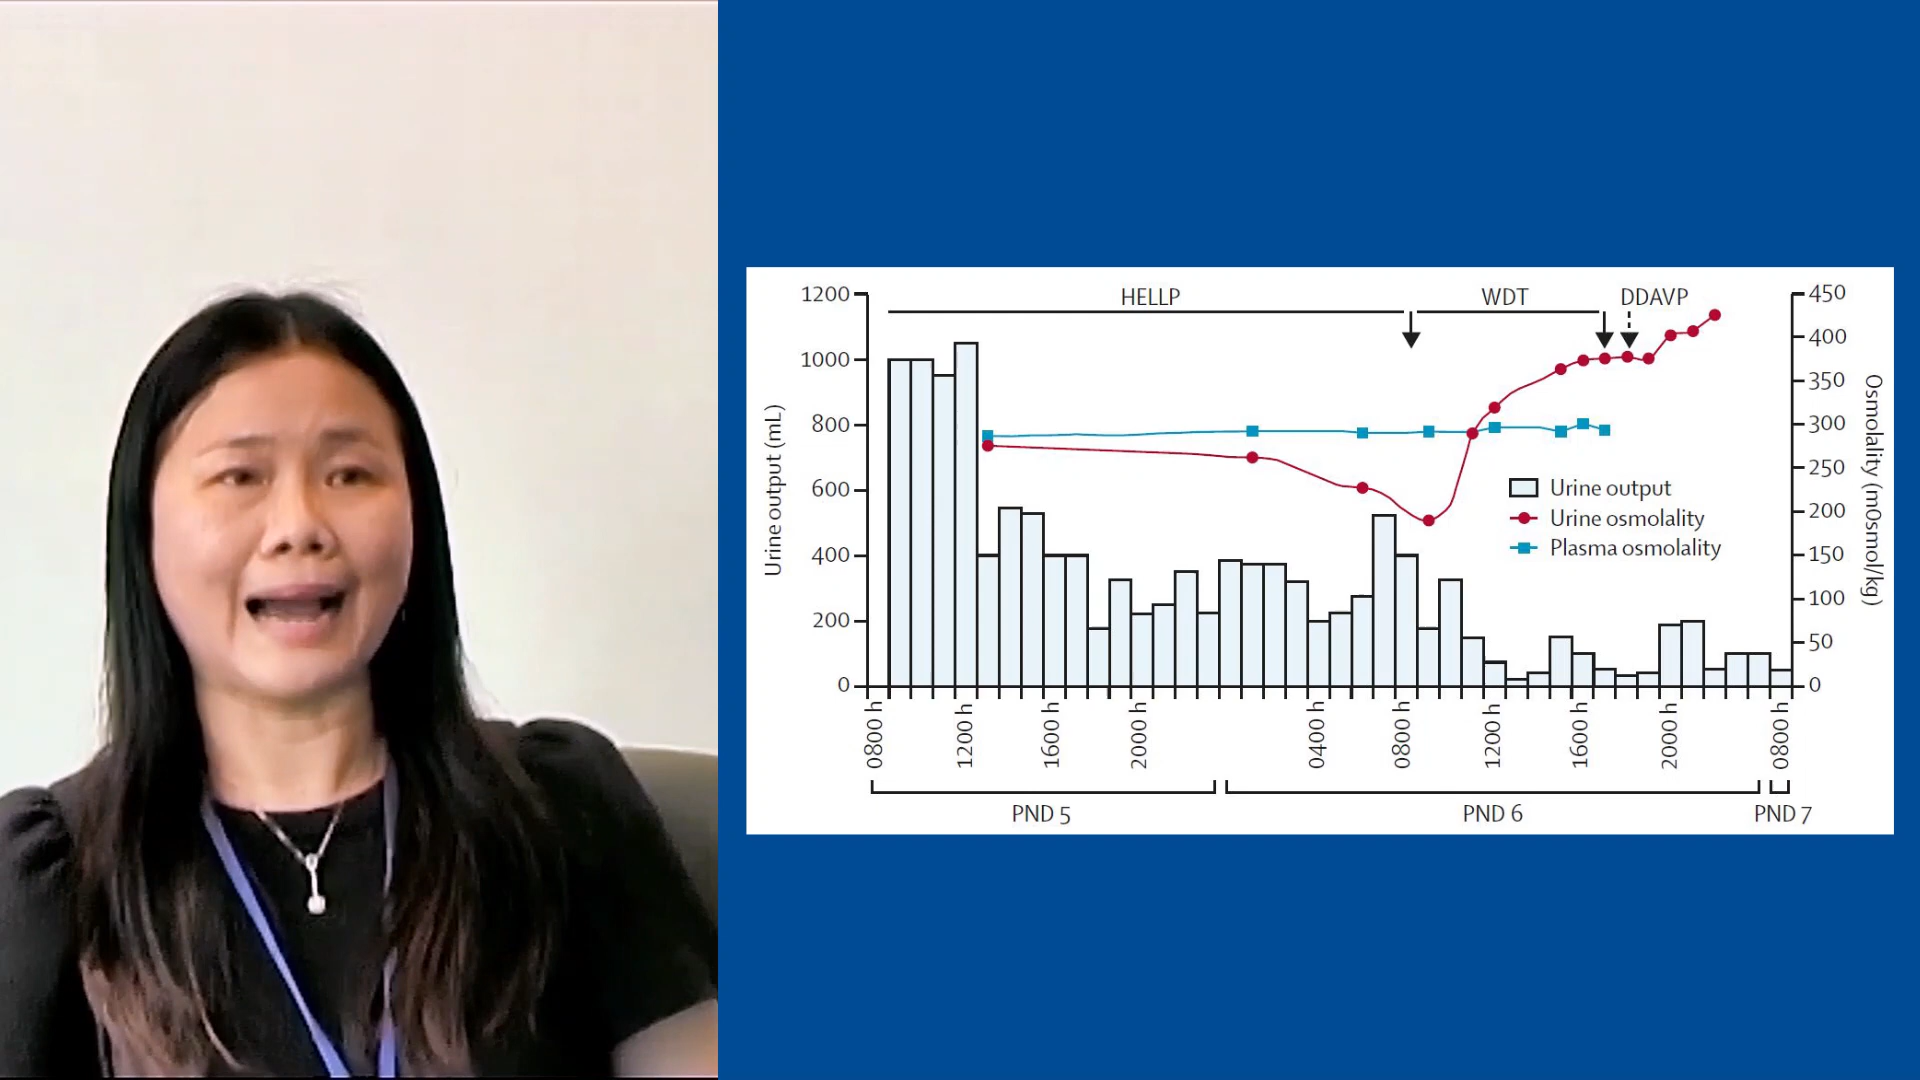 HELLP
WDT
DDAVP
1200
1000
800
600
400
200
0
Urine output (mL)
450
400
350
300
250
200
150
100
50
0
Osmolality (mOsmol/kg)
Urine output
Urine osmolality
Plasma osmolality
0800 h
1200 h
1600 h
2000 h
0400 h
0800 h
1200 h
1600 h
2000 h
0800 h
PND 5
PND 6
PND 7